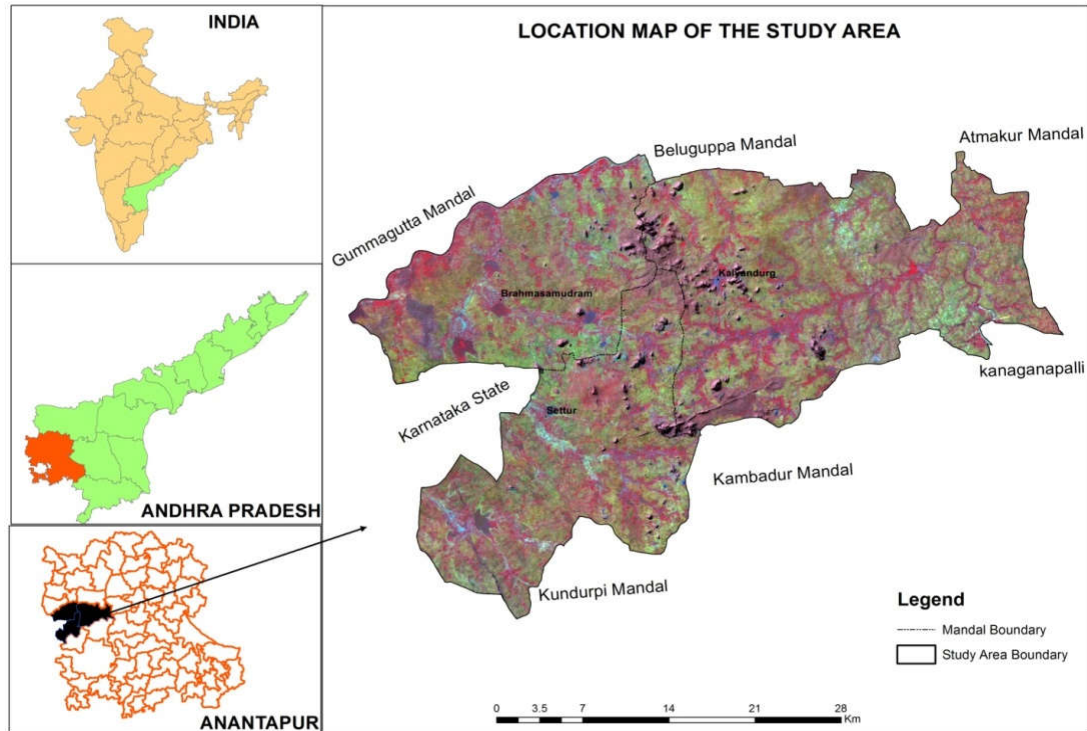 INDIA
ANDHRA PRADESH
ANANTAPUR
LOCATION MAP OF THE STUDY AREA
Beluguppa Mandal
Atmakur Mandal
Gummagutta Mandal
Kalyandurg
Brahmasamudram
kanaganapalli
Karnataka State
Settur
Kambadur Mandal
Kundurpi Mandal
Legend
Mandal Boundary
Study Area Boundary
0 3.5 7 14 21 28
Km